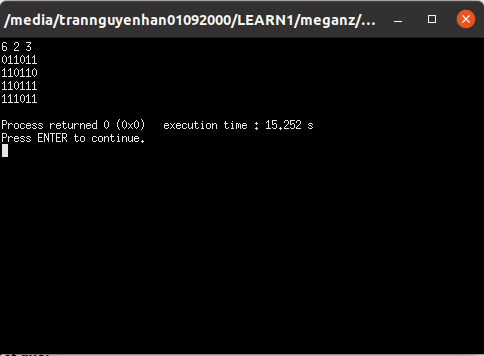 /media/trannguyenhan01092000/LEARN1/meganz/...
6 2 3
011011
110110
110111
111011
Process returned 0 (0x0)   execution time : 15.252 s
Press ENTER to continue.